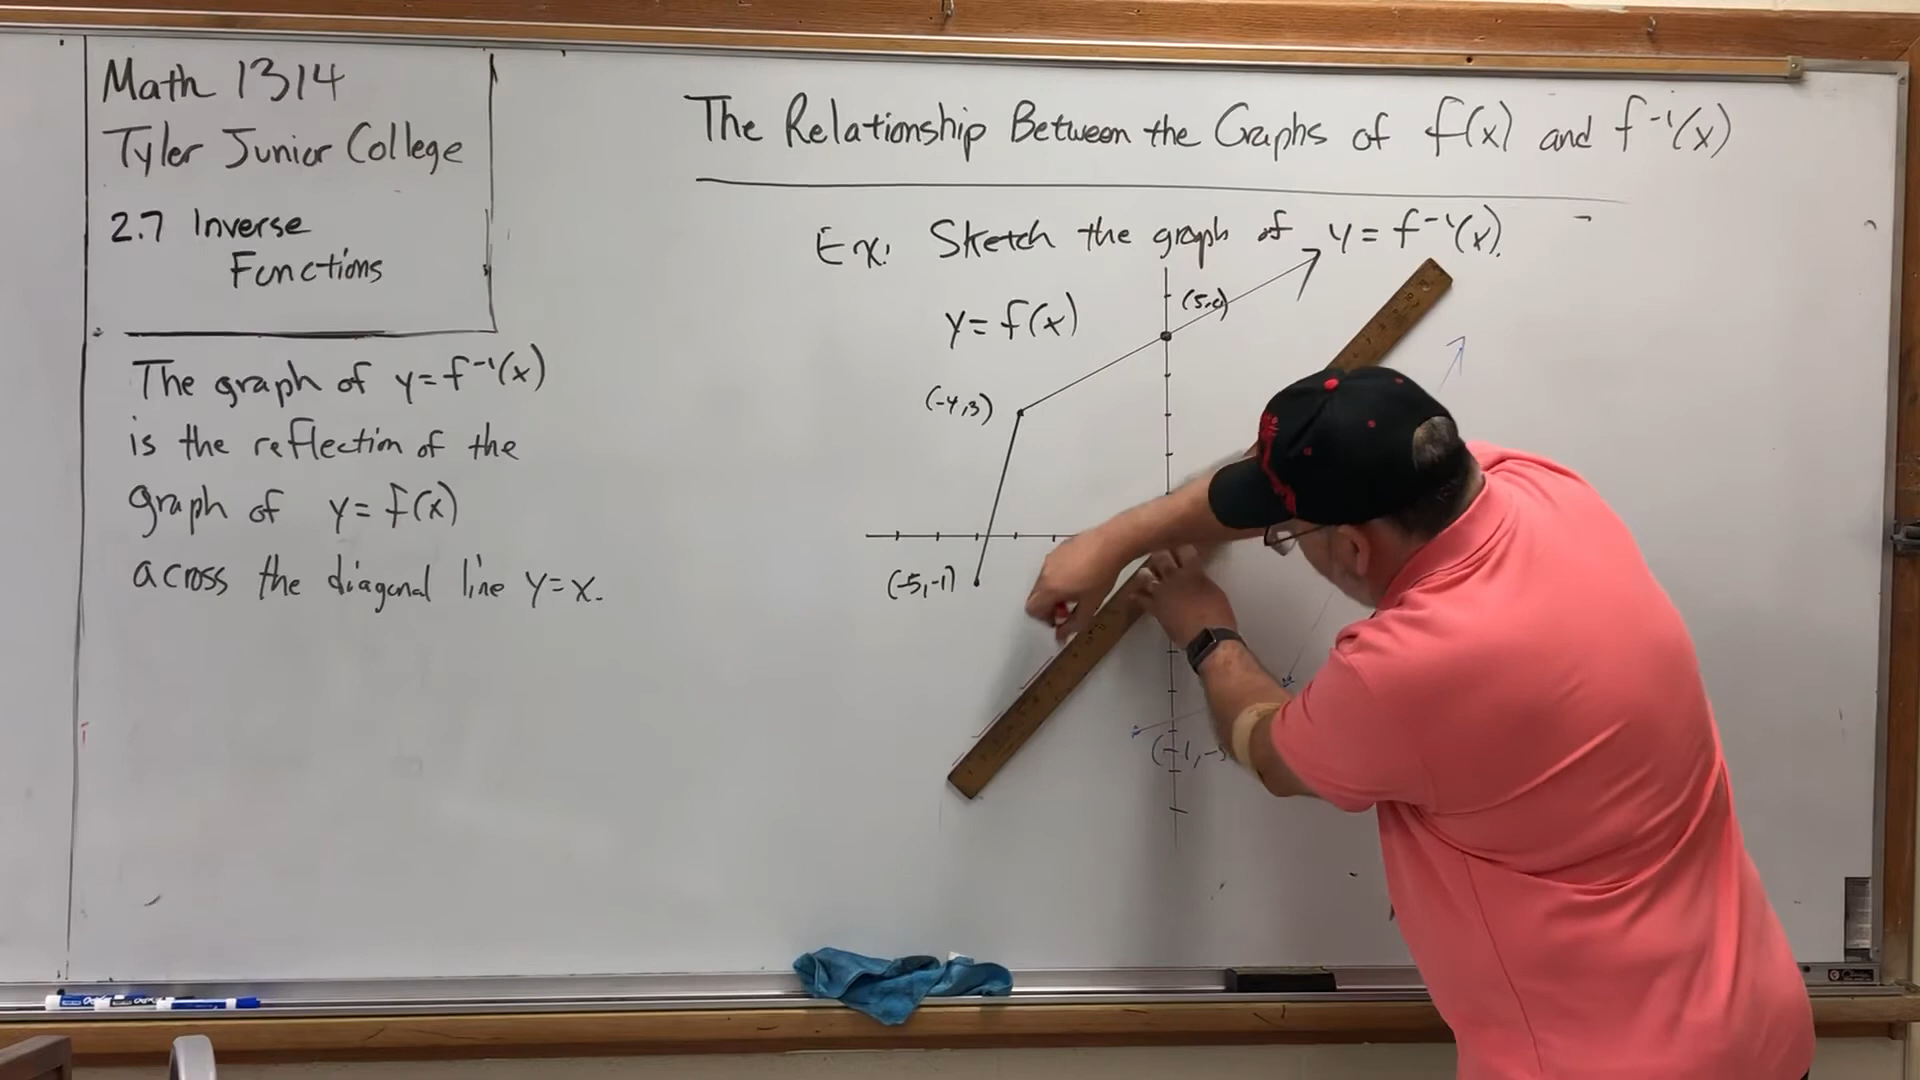 Math 1314
Tyler Junior College
2.7 Inverse
Functions
The graph of y=f⁻¹(x)
is the reflection of the
graph of y=f(x)
across the diagonal line y=x.
The Relationship Between the Graphs of f(x) and f⁻¹(x)
Ex: Sketch the graph of y=f⁻¹(x).
y=f(x)
(-4,3)
(-5,-1)
(-1,-5